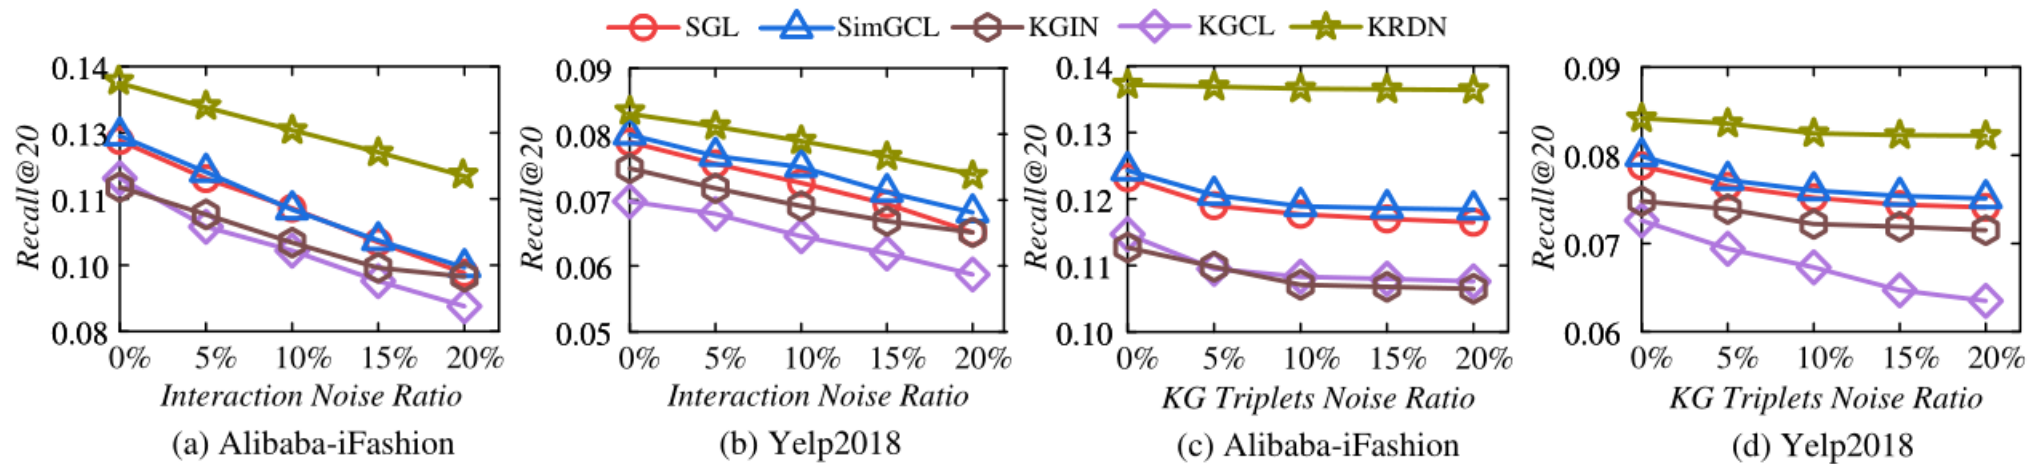 SGL SimGCL KGIN KGCL KRDN
0.14
0.13
0.11
0.10
0.08
Recall@20
0% 5% 10% 15% 20%
Interaction Noise Ratio
(a) Alibaba-iFashion
0.09
0.08
0.07
0.06
0.05
Recall@20
0% 5% 10% 15% 20%
Interaction Noise Ratio
(b) Yelp2018
0.14
0.13
0.12
0.11
0.10
Recall@20
0% 5% 10% 15% 20%
KG Triplets Noise Ratio
(c) Alibaba-iFashion
0.09
0.08
0.07
0.06
Recall@20
0% 5% 10% 15% 20%
KG Triplets Noise Ratio
(d) Yelp2018